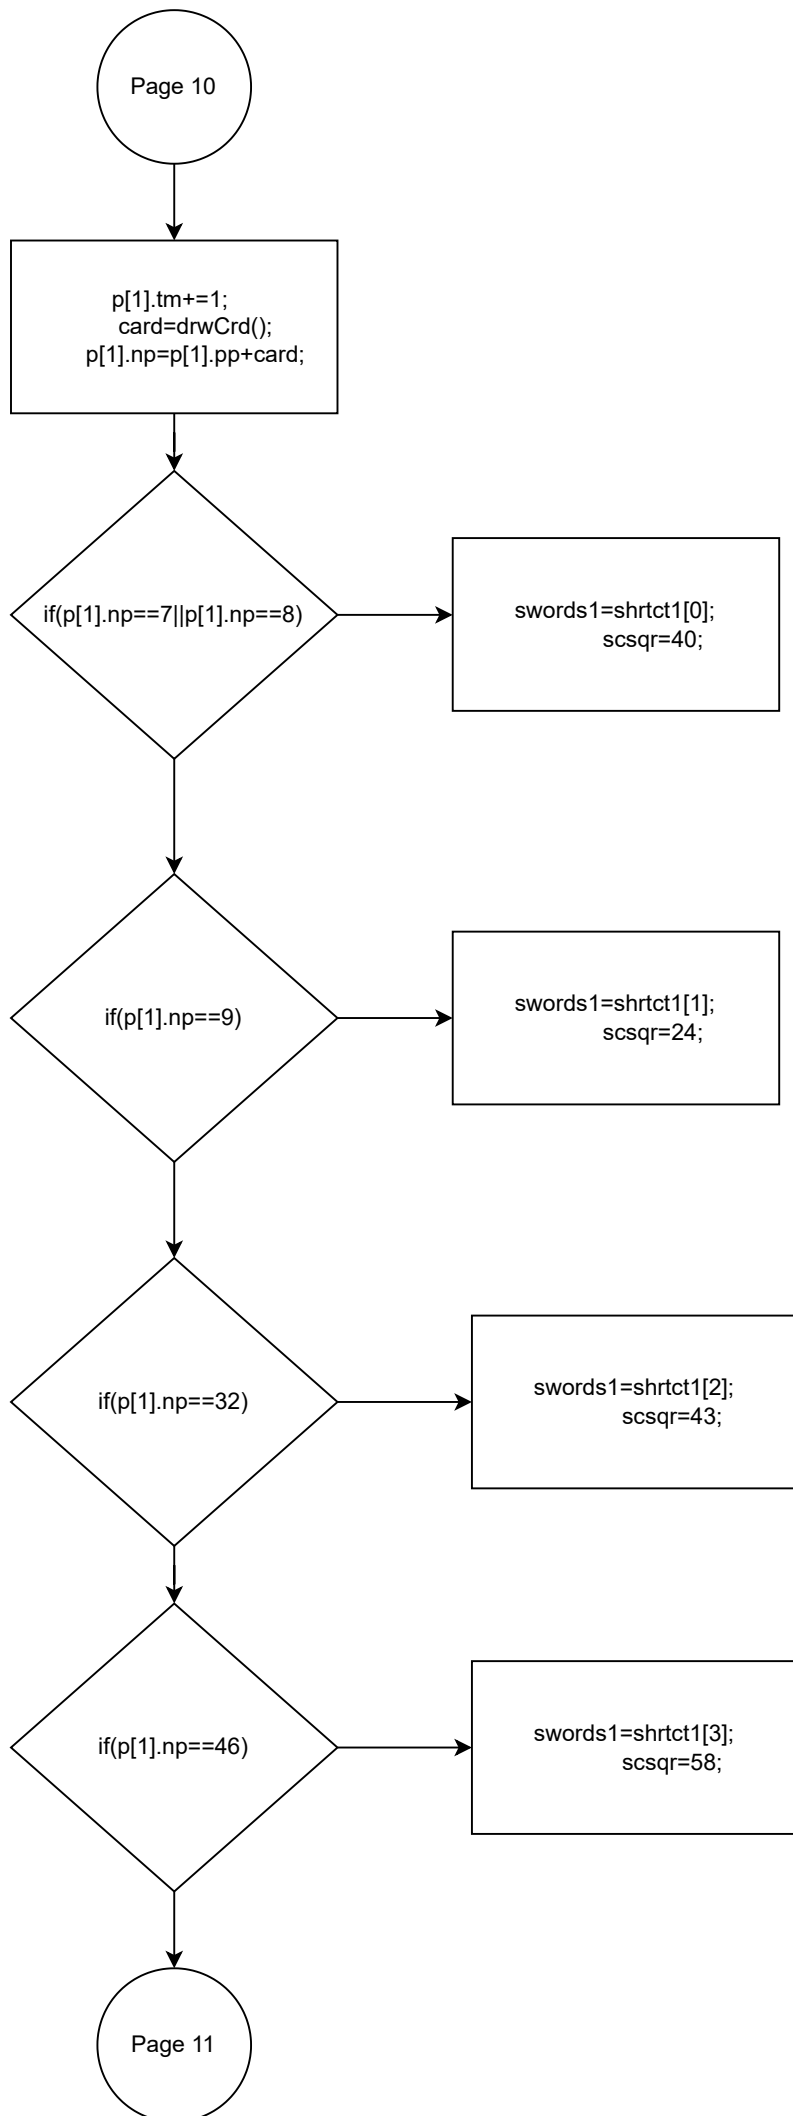 Page 10
p[1].tm+=1;
card=drwCrd();
p[1].np=p[1].pp+card;
if(p[1].np==7||p[1].np==8)
swords1=shrtct1[0];
scsqr=40;
if(p[1].np==9)
swords1=shrtct1[1];
scsqr=24;
if(p[1].np==32)
swords1=shrtct1[2];
scsqr=43;
if(p[1].np==46)
swords1=shrtct1[3];
scsqr=58;
Page 11